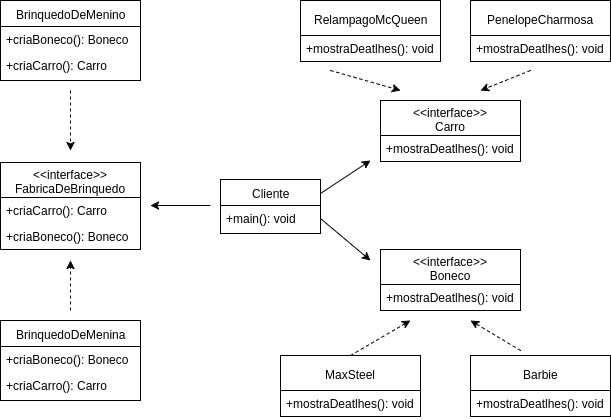 BrinquedoDeMenino
+criaBoneco(): Boneco
+criaCarro(): Carro
RelampagoMcQueen
+mostraDeatlhes(): void
PenelopeCharmosa
+mostraDeatlhes(): void
<<interface>>
Carro
+mostraDeatlhes(): void
<<interface>>
FabricaDeBrinquedo
+criaCarro(): Carro
+criaBoneco(): Boneco
Cliente
+main(): void
<<interface>>
Boneco
+mostraDeatlhes(): void
BrinquedoDeMenina
+criaBoneco(): Boneco
+criaCarro(): Carro
MaxSteel
+mostraDeatlhes(): void
Barbie
+mostraDeatlhes(): void